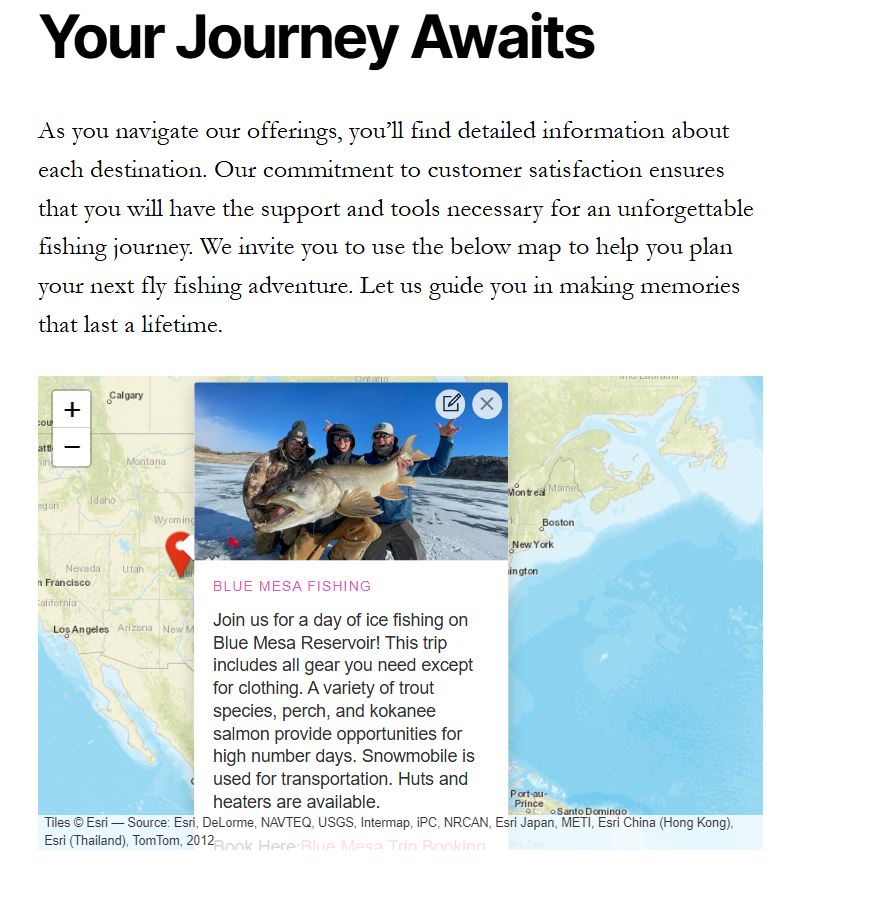 Your Journey Awaits
As you navigate our offerings, you’ll find detailed information about
each destination. Our commitment to customer satisfaction ensures
that you will have the support and tools necessary for an unforgettable
fishing journey. We invite you to use the below map to help you plan
your next fly fishing adventure. Let us guide you in making memories
that last a lifetime.
Ontario
and Labrador
+
−
Calgary
Montana
Idaho
Wyoming
Nevada
Utah
n Francisco
California
Los Angeles
Arizona
New M
Montreal
Maine
Boston
New York
ington
Port-au-
Prince
Santo Domingo
BLUE MESA FISHING
Join us for a day of ice fishing on
Blue Mesa Reservoir! This trip
includes all gear you need except
for clothing. A variety of trout
species, perch, and kokanee
salmon provide opportunities for
high number days. Snowmobile is
used for transportation. Huts and
heaters are available.
Book Here:Blue Mesa Trip Booking
Tiles © Esri — Source: Esri, DeLorme, NAVTEQ, USGS, Intermap, iPC, NRCAN, Esri Japan, METI, Esri China (Hong Kong),
Esri (Thailand), TomTom, 2012